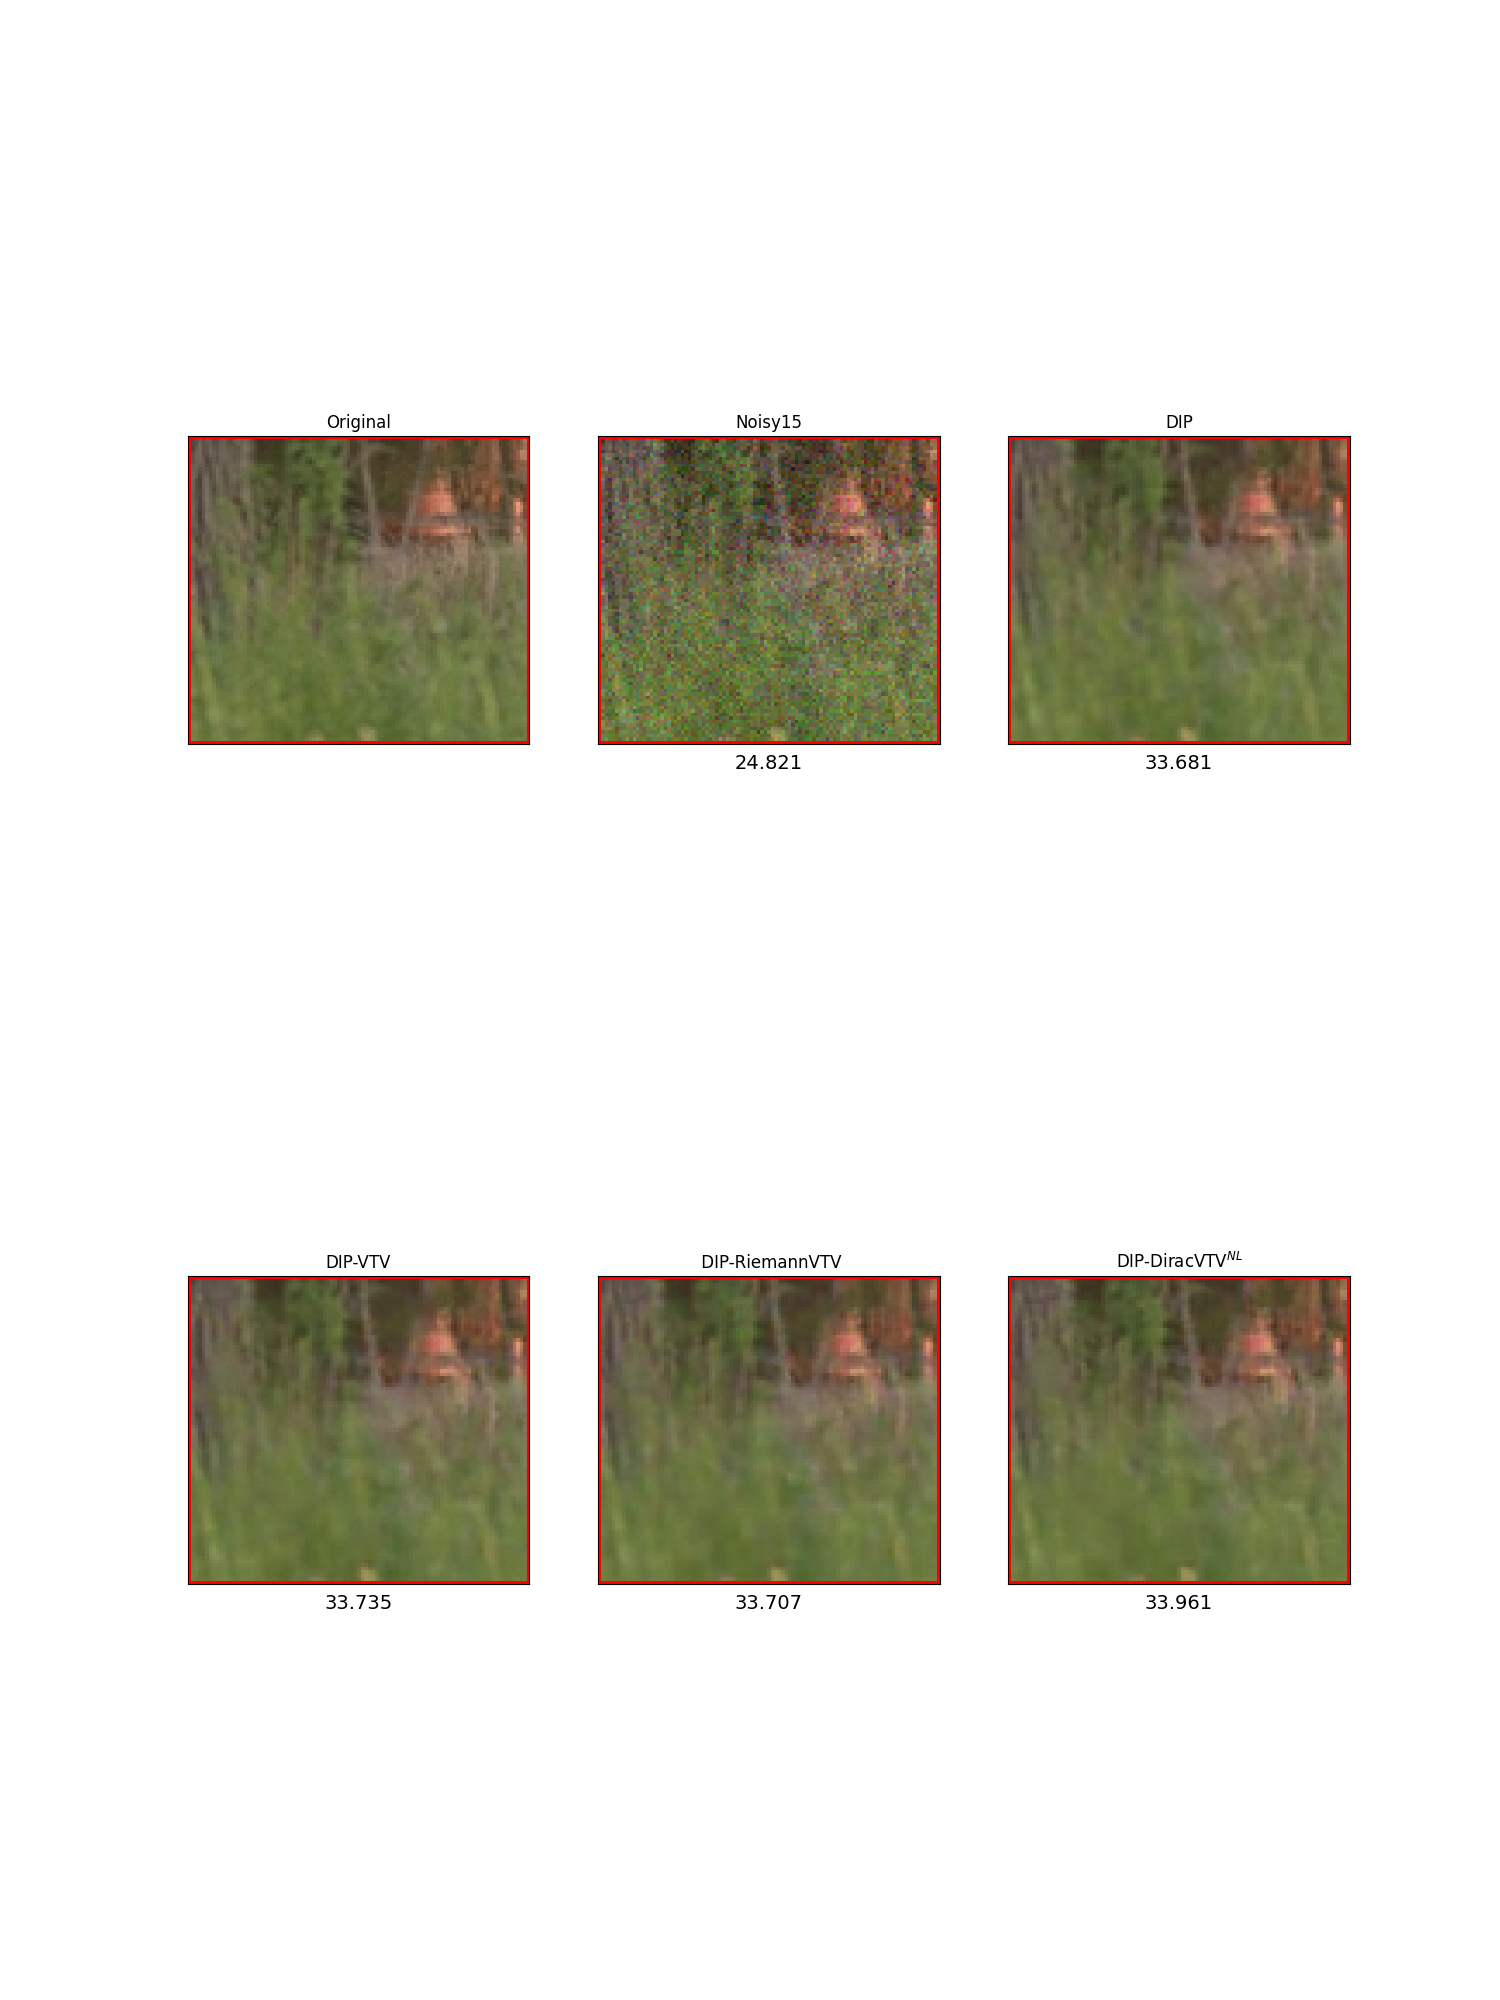 Original
Noisy15
DIP
24.821
33.681
DIP-VTV
DIP-RiemannVTV
DIP-DiracVTV^NL
33.735
33.707
33.961